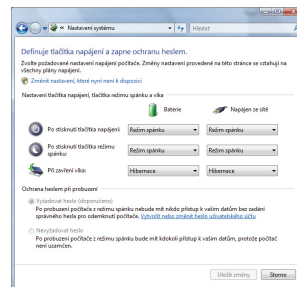 « Nastavení systému
Hledat
Definuje tlačítka napájení a zapne ochranu heslem.
Zvolte požadované nastavení napájení počítače. Změny nastavení provedené na této stránce se vztahují na
všechny plány napájení.
Změnit nastavení, které nyní není k dispozici
Nastavení tlačítka napájení, tlačítka režimu spánku a víka
Baterie Napájen ze sítě
Po stisknutí tlačítka napájení: Režim spánku Režim spánku
Po stisknutí tlačítka režimu Režim spánku Režim spánku
spánku:
Při zavření víka: Hibernace Hibernace
Ochrana heslem při probuzení
Vyžadovat heslo (doporučeno)
Po probuzení počítače z režimu spánku nebude mít nikdo přístup k vašim datům bez zadání
správného hesla pro odemknutí počítače. Vytvořit nebo změnit heslo uživatelského účtu
Nevyžadovat heslo
Po probuzení počítače z režimu spánku bude mít kdokoli přístup k vašim datům, protože počítač
není uzamčen.
Uložit změny Storno